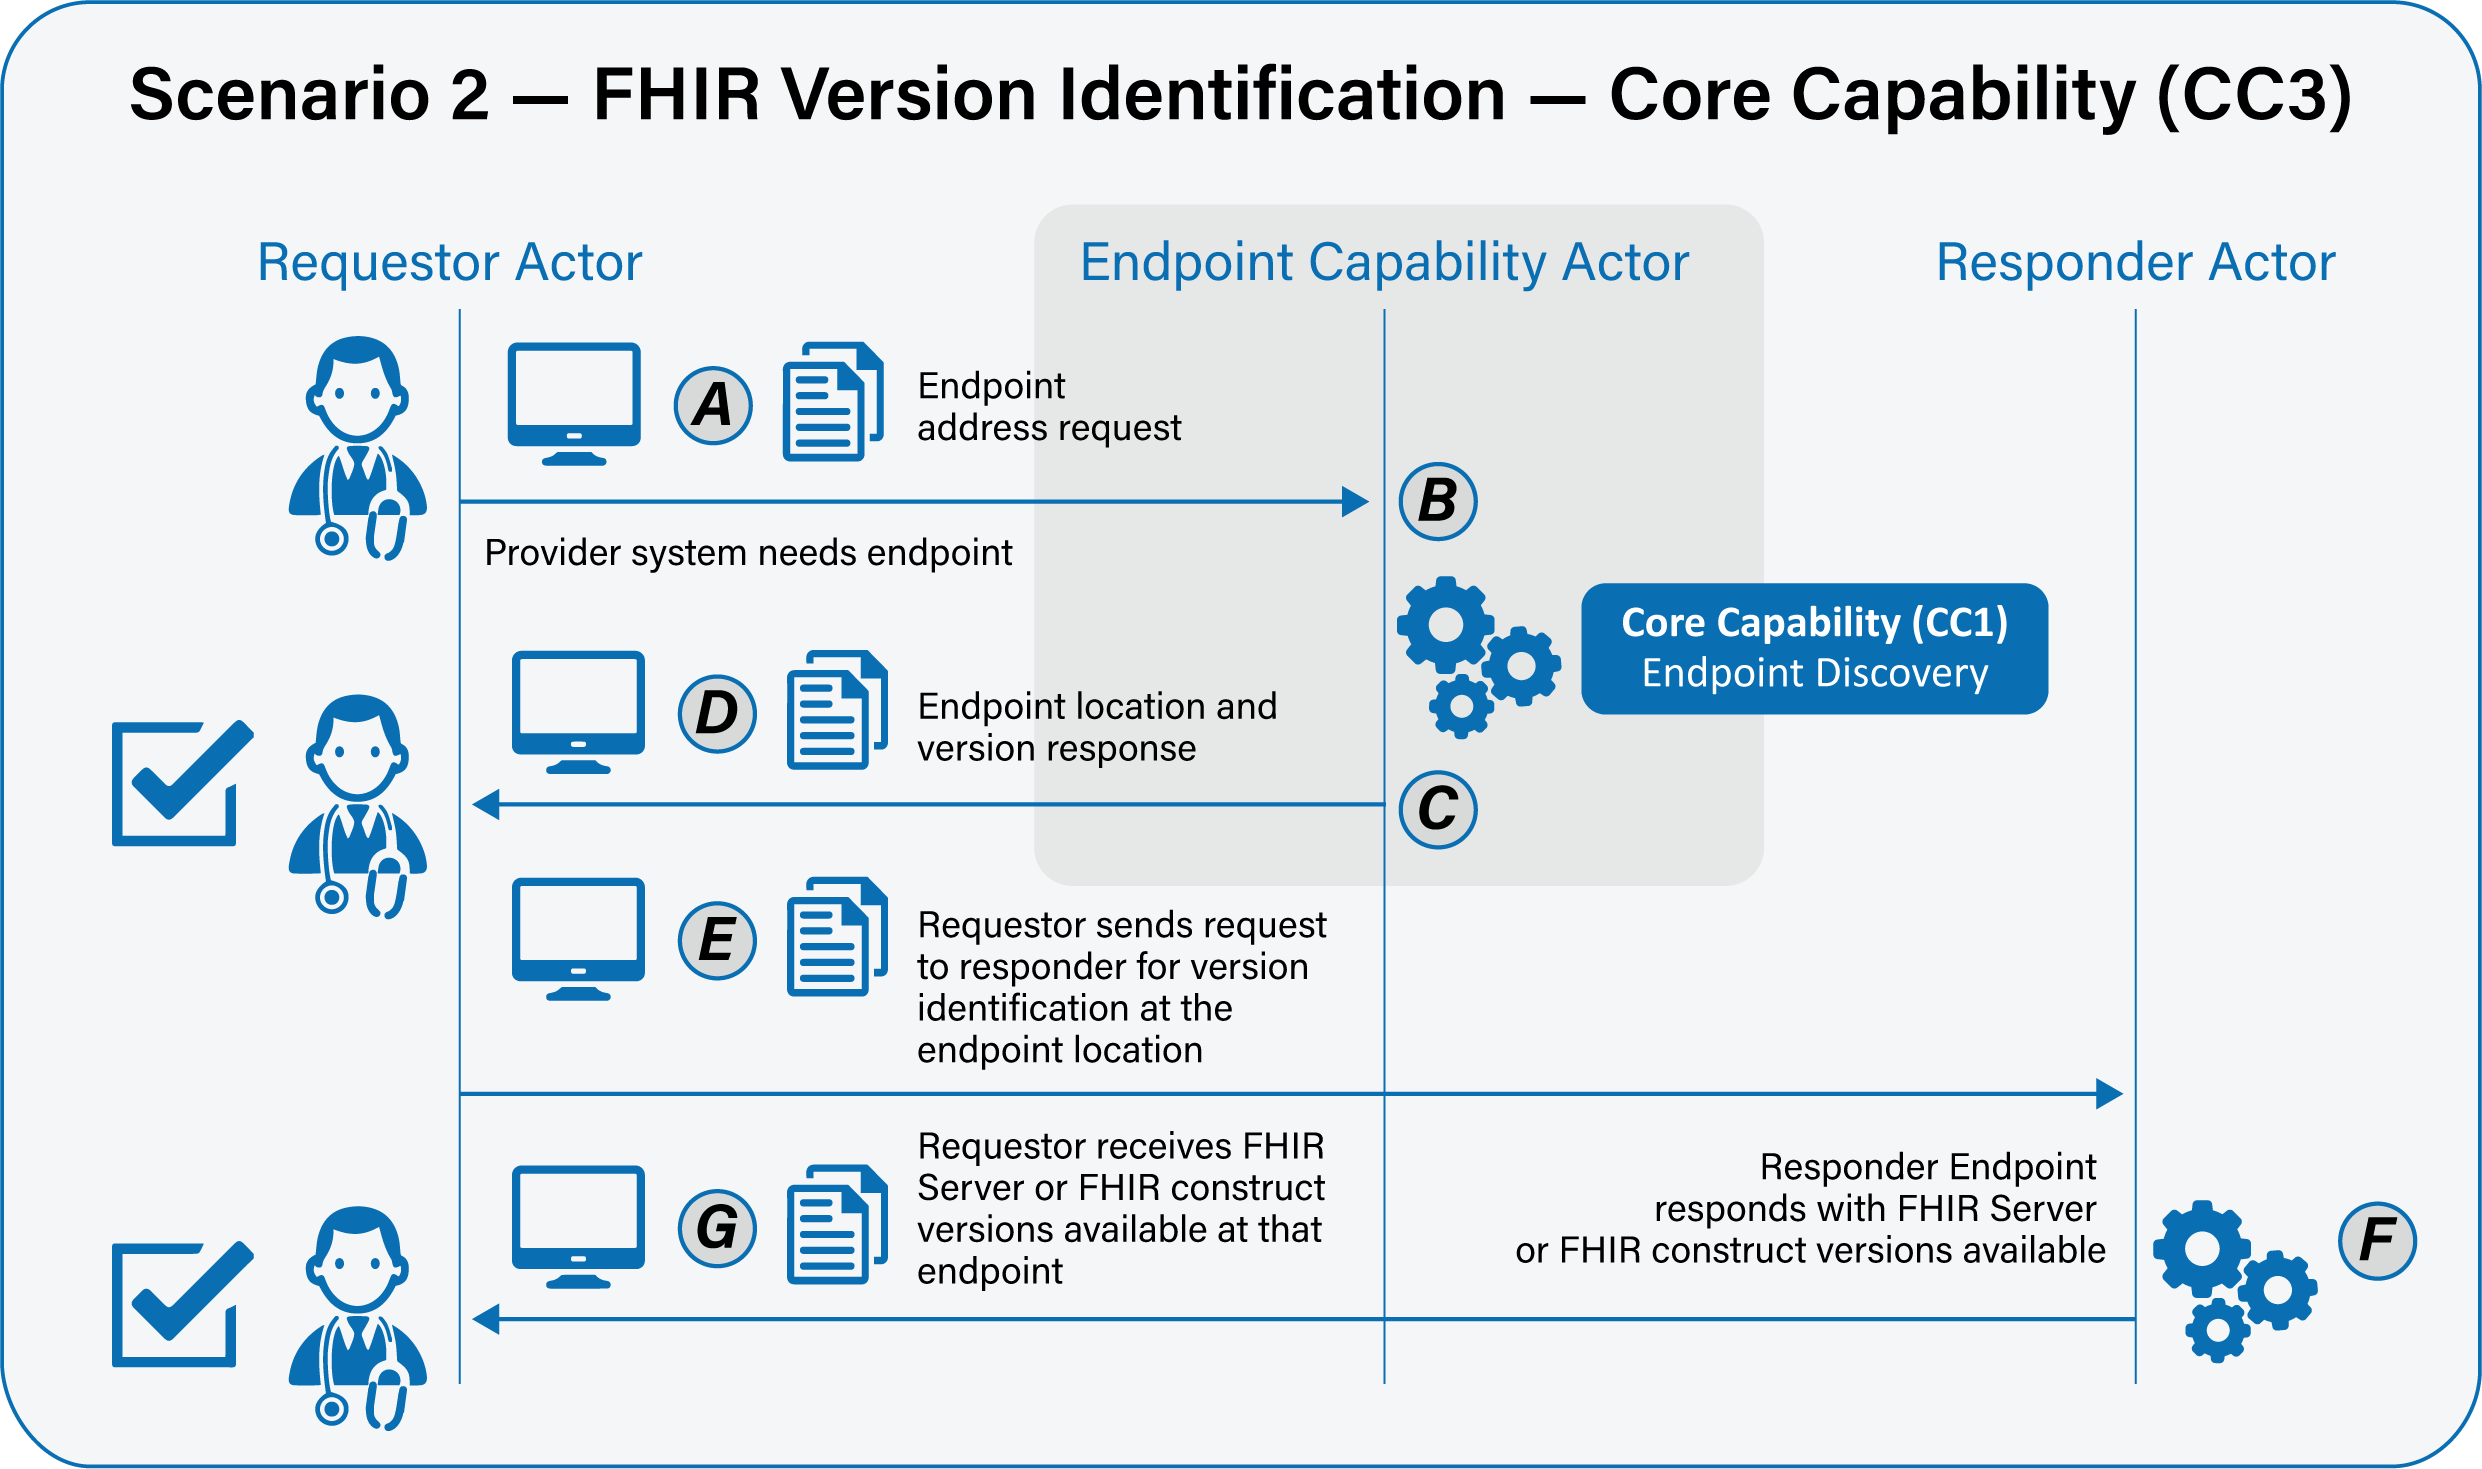 Scenario 2 — FHIR Version Identification — Core Capability (CC3)
Requestor Actor
Endpoint Capability Actor
Responder Actor
A
Endpoint
address request
B
Provider system needs endpoint
Core Capability (CC1)
Endpoint Discovery
D
Endpoint location and
version response
C
E
Requestor sends request
to responder for version
identification at the
endpoint location
G
Requestor receives FHIR
Server or FHIR construct
versions available at that
endpoint
Responder Endpoint
responds with FHIR Server
or FHIR construct versions available
F